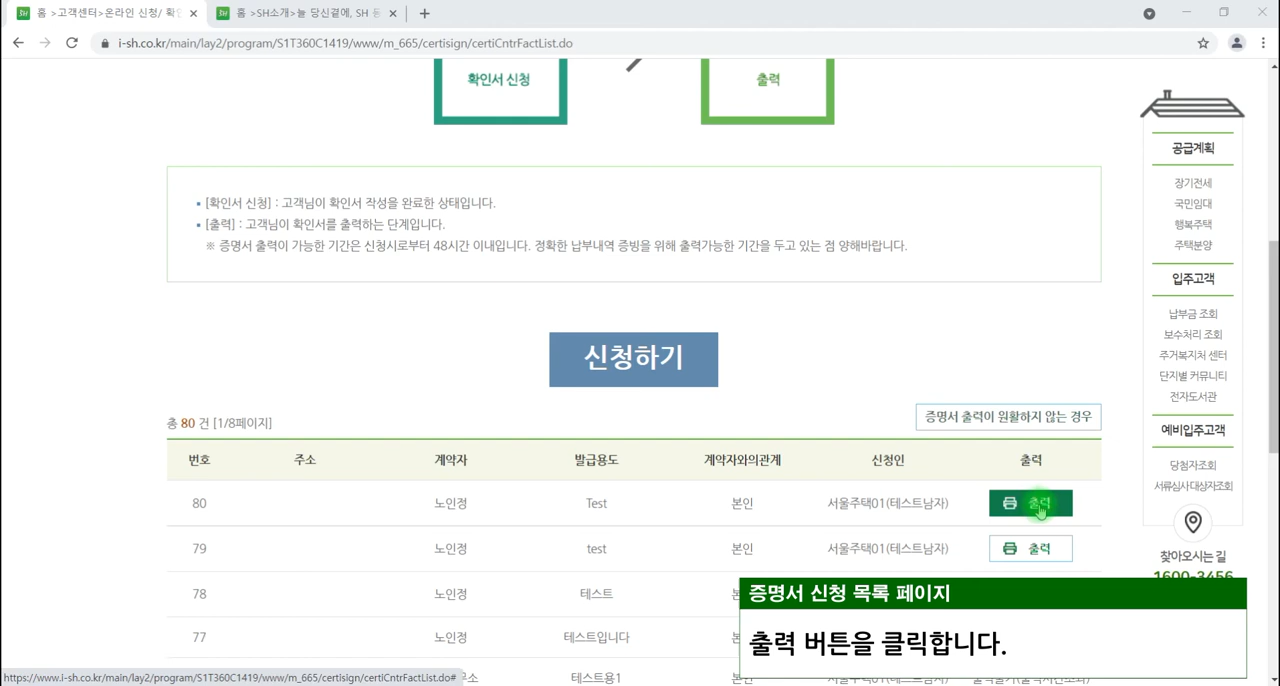 홈 >고객센터>온라인 신청/ 확인
홈 >SH소개>늘 당신곁에, SH 동
i-sh.co.kr/main/lay2/program/S1T360C1419/www/m_665/certisign/certiCntrFactList.do
확인서 신청
출력
[확인서 신청] : 고객님이 확인서 작성을 완료한 상태입니다.
[출력] : 고객님이 확인서를 출력하는 단계입니다.
※ 증명서 출력이 가능한 기간은 신청시로부터 48시간 이내입니다. 정확한 납부내역 증빙을 위해 출력가능한 기간을 두고 있는 점 양해바랍니다.
신청하기
총 80 건 [1/8페이지]
증명서 출력이 원활하지 않는 경우
번호 주소 계약자 발급용도 계약자와의관계 신청인 출력
80 노인정 Test 본인 서울주택01(테스트남자) 출력
79 노인정 test 본인 서울주택01(테스트남자) 출력
78 노인정 테스트
77 노인정 테스트입니다
테스트용1
공급계획
장기전세
국민임대
행복주택
주택분양
입주고객
납부금 조회
보수처리 조회
주거복지처 센터
단지별 커뮤니티
전자도서관
예비입주고객
당첨자조회
서류심사대상자조회
찾아오시는 길
1600-3456
증명서 신청 목록 페이지
출력 버튼을 클릭합니다.
https://www.i-sh.co.kr/main/lay2/program/S1T360C1419/www/m_665/certisign/certiCntrFactList.do#